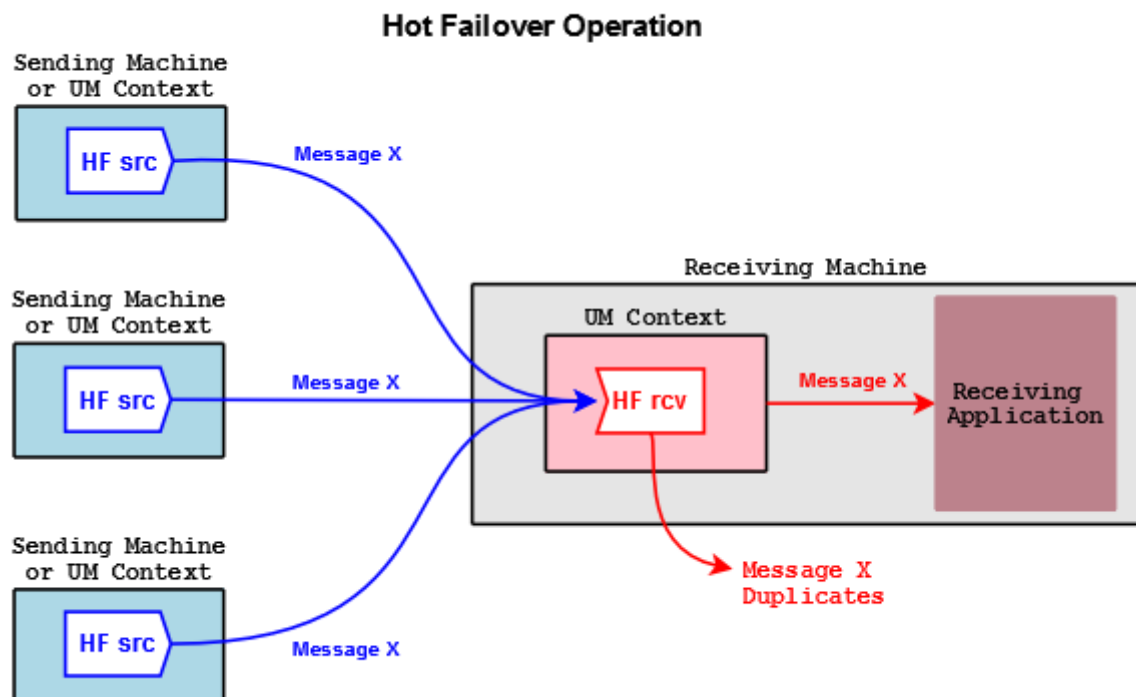 Hot Failover Operation
Sending Machine
or UM Context
HF src
Message X
Sending Machine
or UM Context
HF src
Message X
Sending Machine
or UM Context
HF src
Message X
Receiving Machine
UM Context
HF rcv
Message X
Receiving
Application
Message X
Duplicates